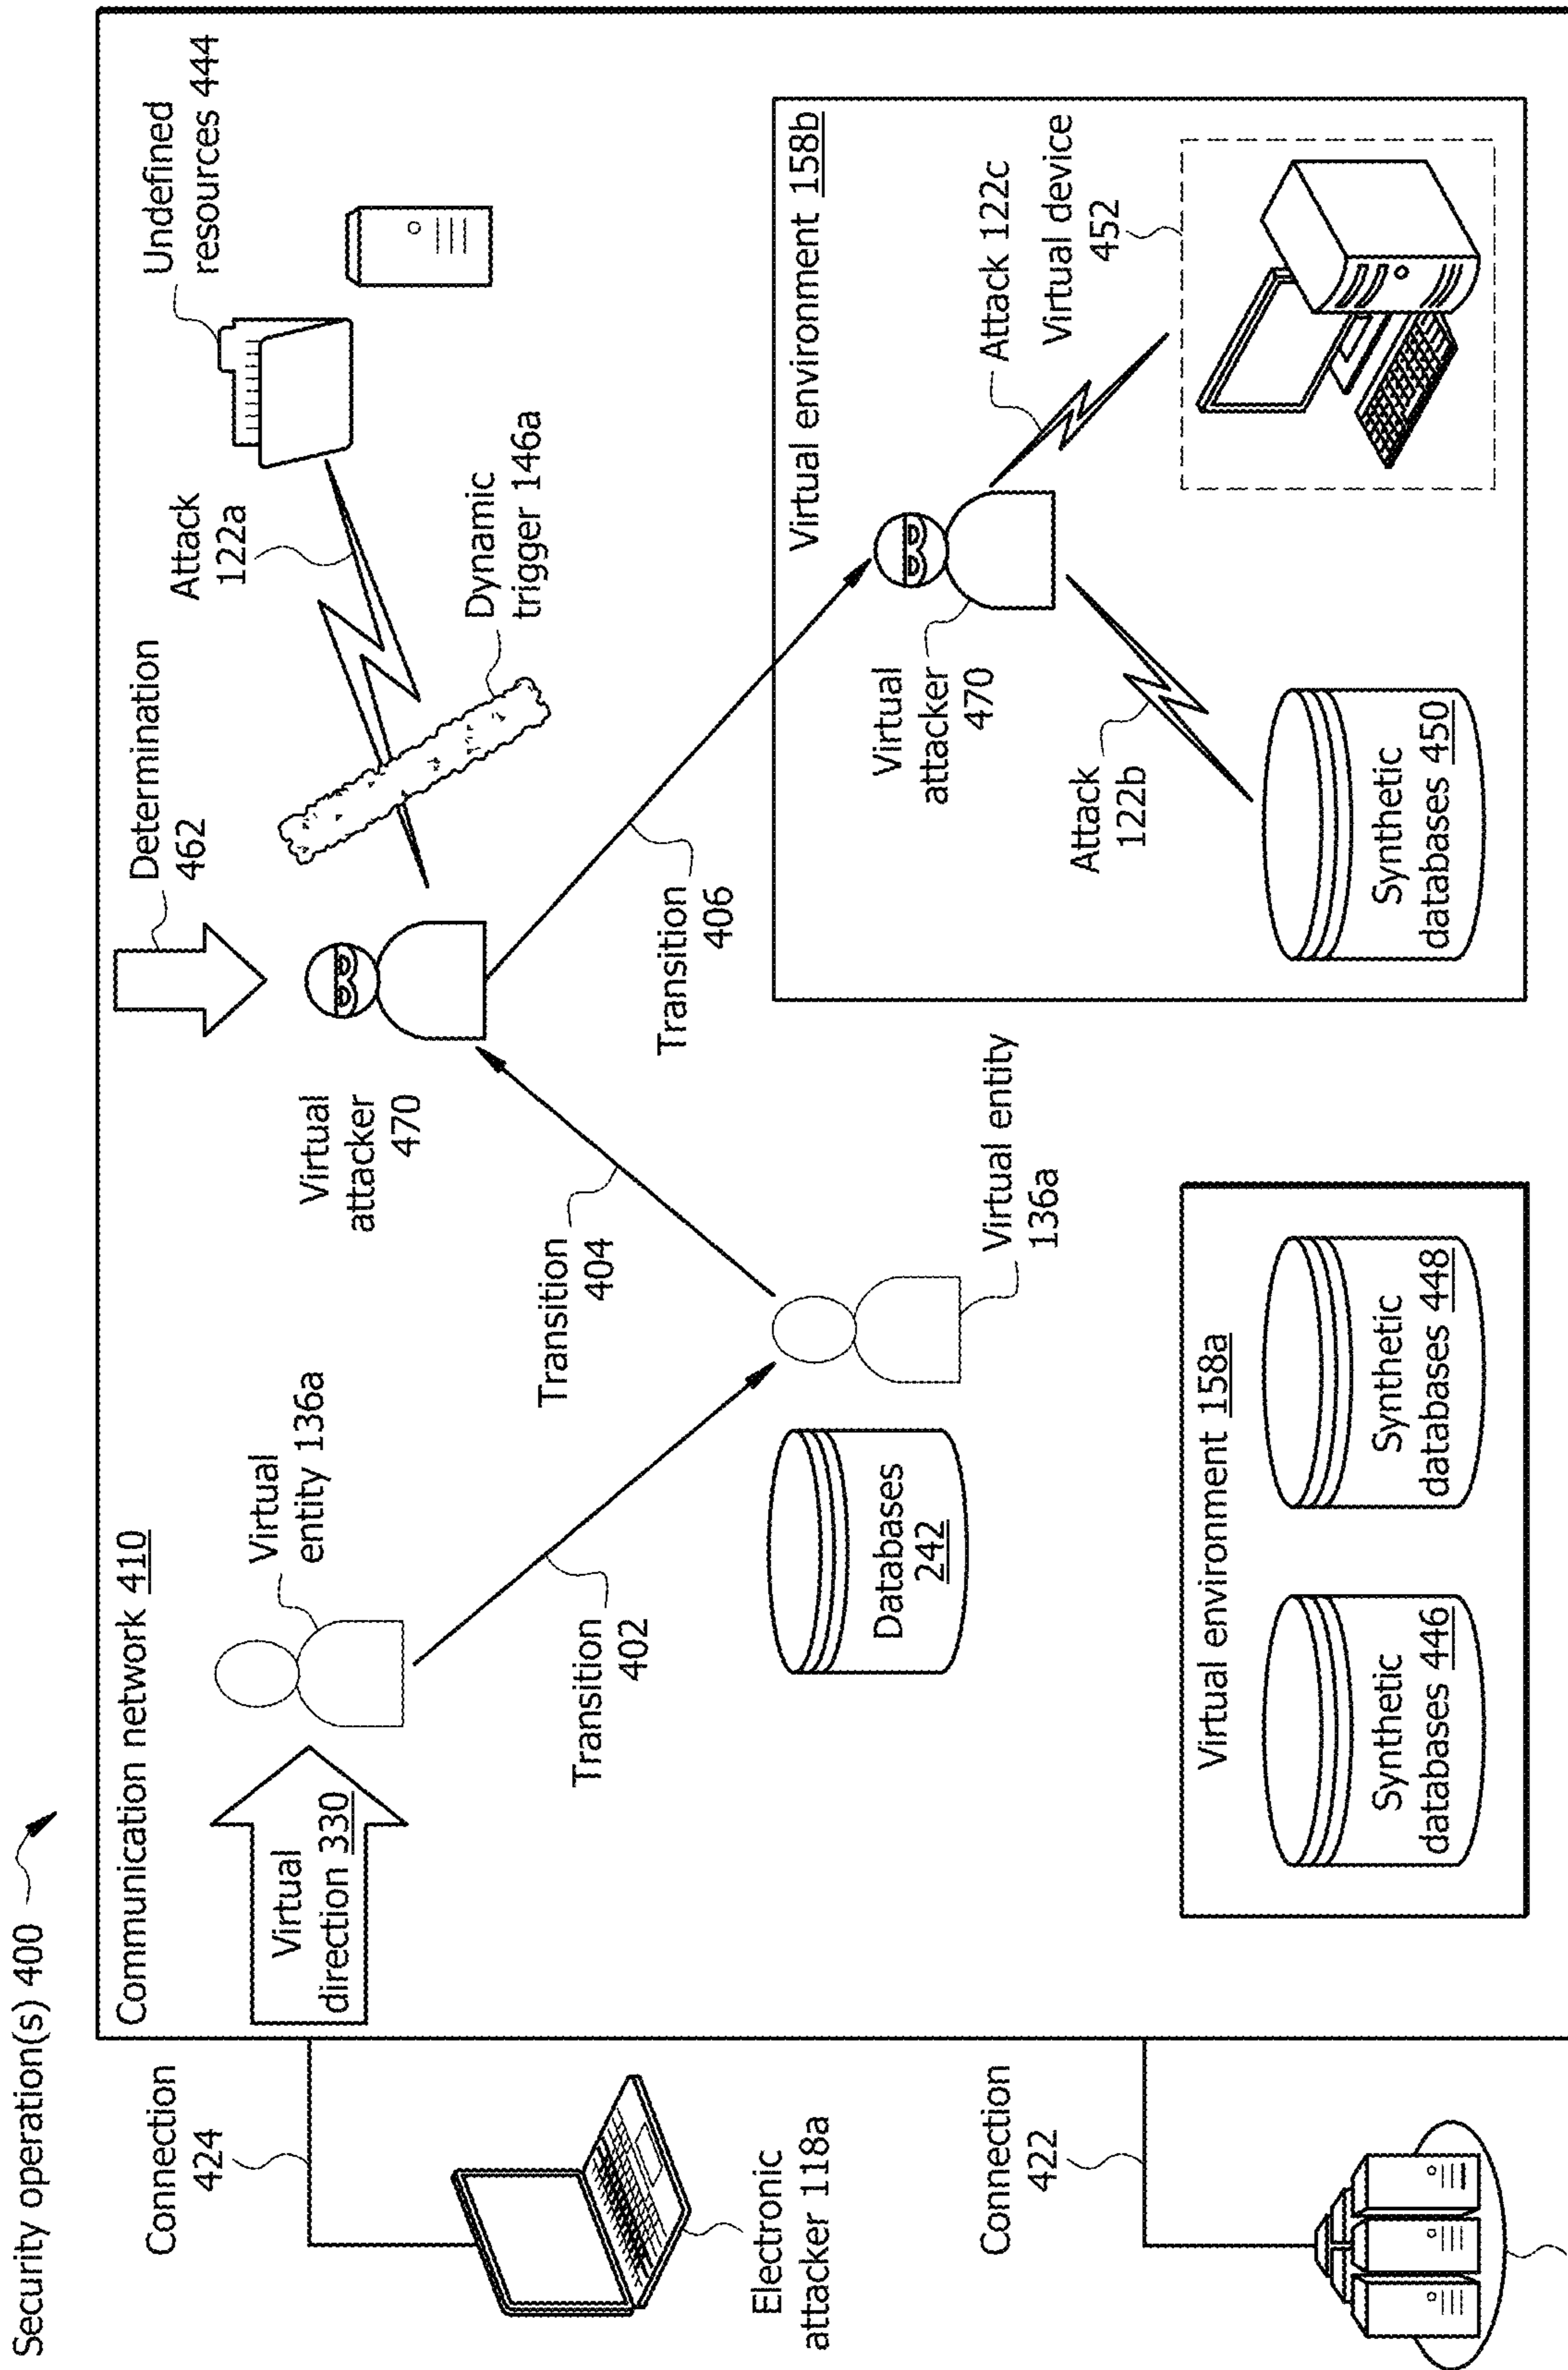 Security operation(s) 400
Communication network 410
Connection
424
Electronic
attacker 118a
Connection
422
Virtual
direction 330
Virtual
entity 136a
Transition
402
Databases
242
Virtual entity
136a
Transition
404
Virtual
attacker
470
Determination
462
Attack
122a
Undefined
resources 444
Dynamic
trigger 146a
Transition
406
Virtual environment 158a
Synthetic
databases 446
Synthetic
databases 448
Virtual environment 158b
Virtual
attacker
470
Attack
122b
Attack 122c
Virtual device
452
Synthetic
databases 450